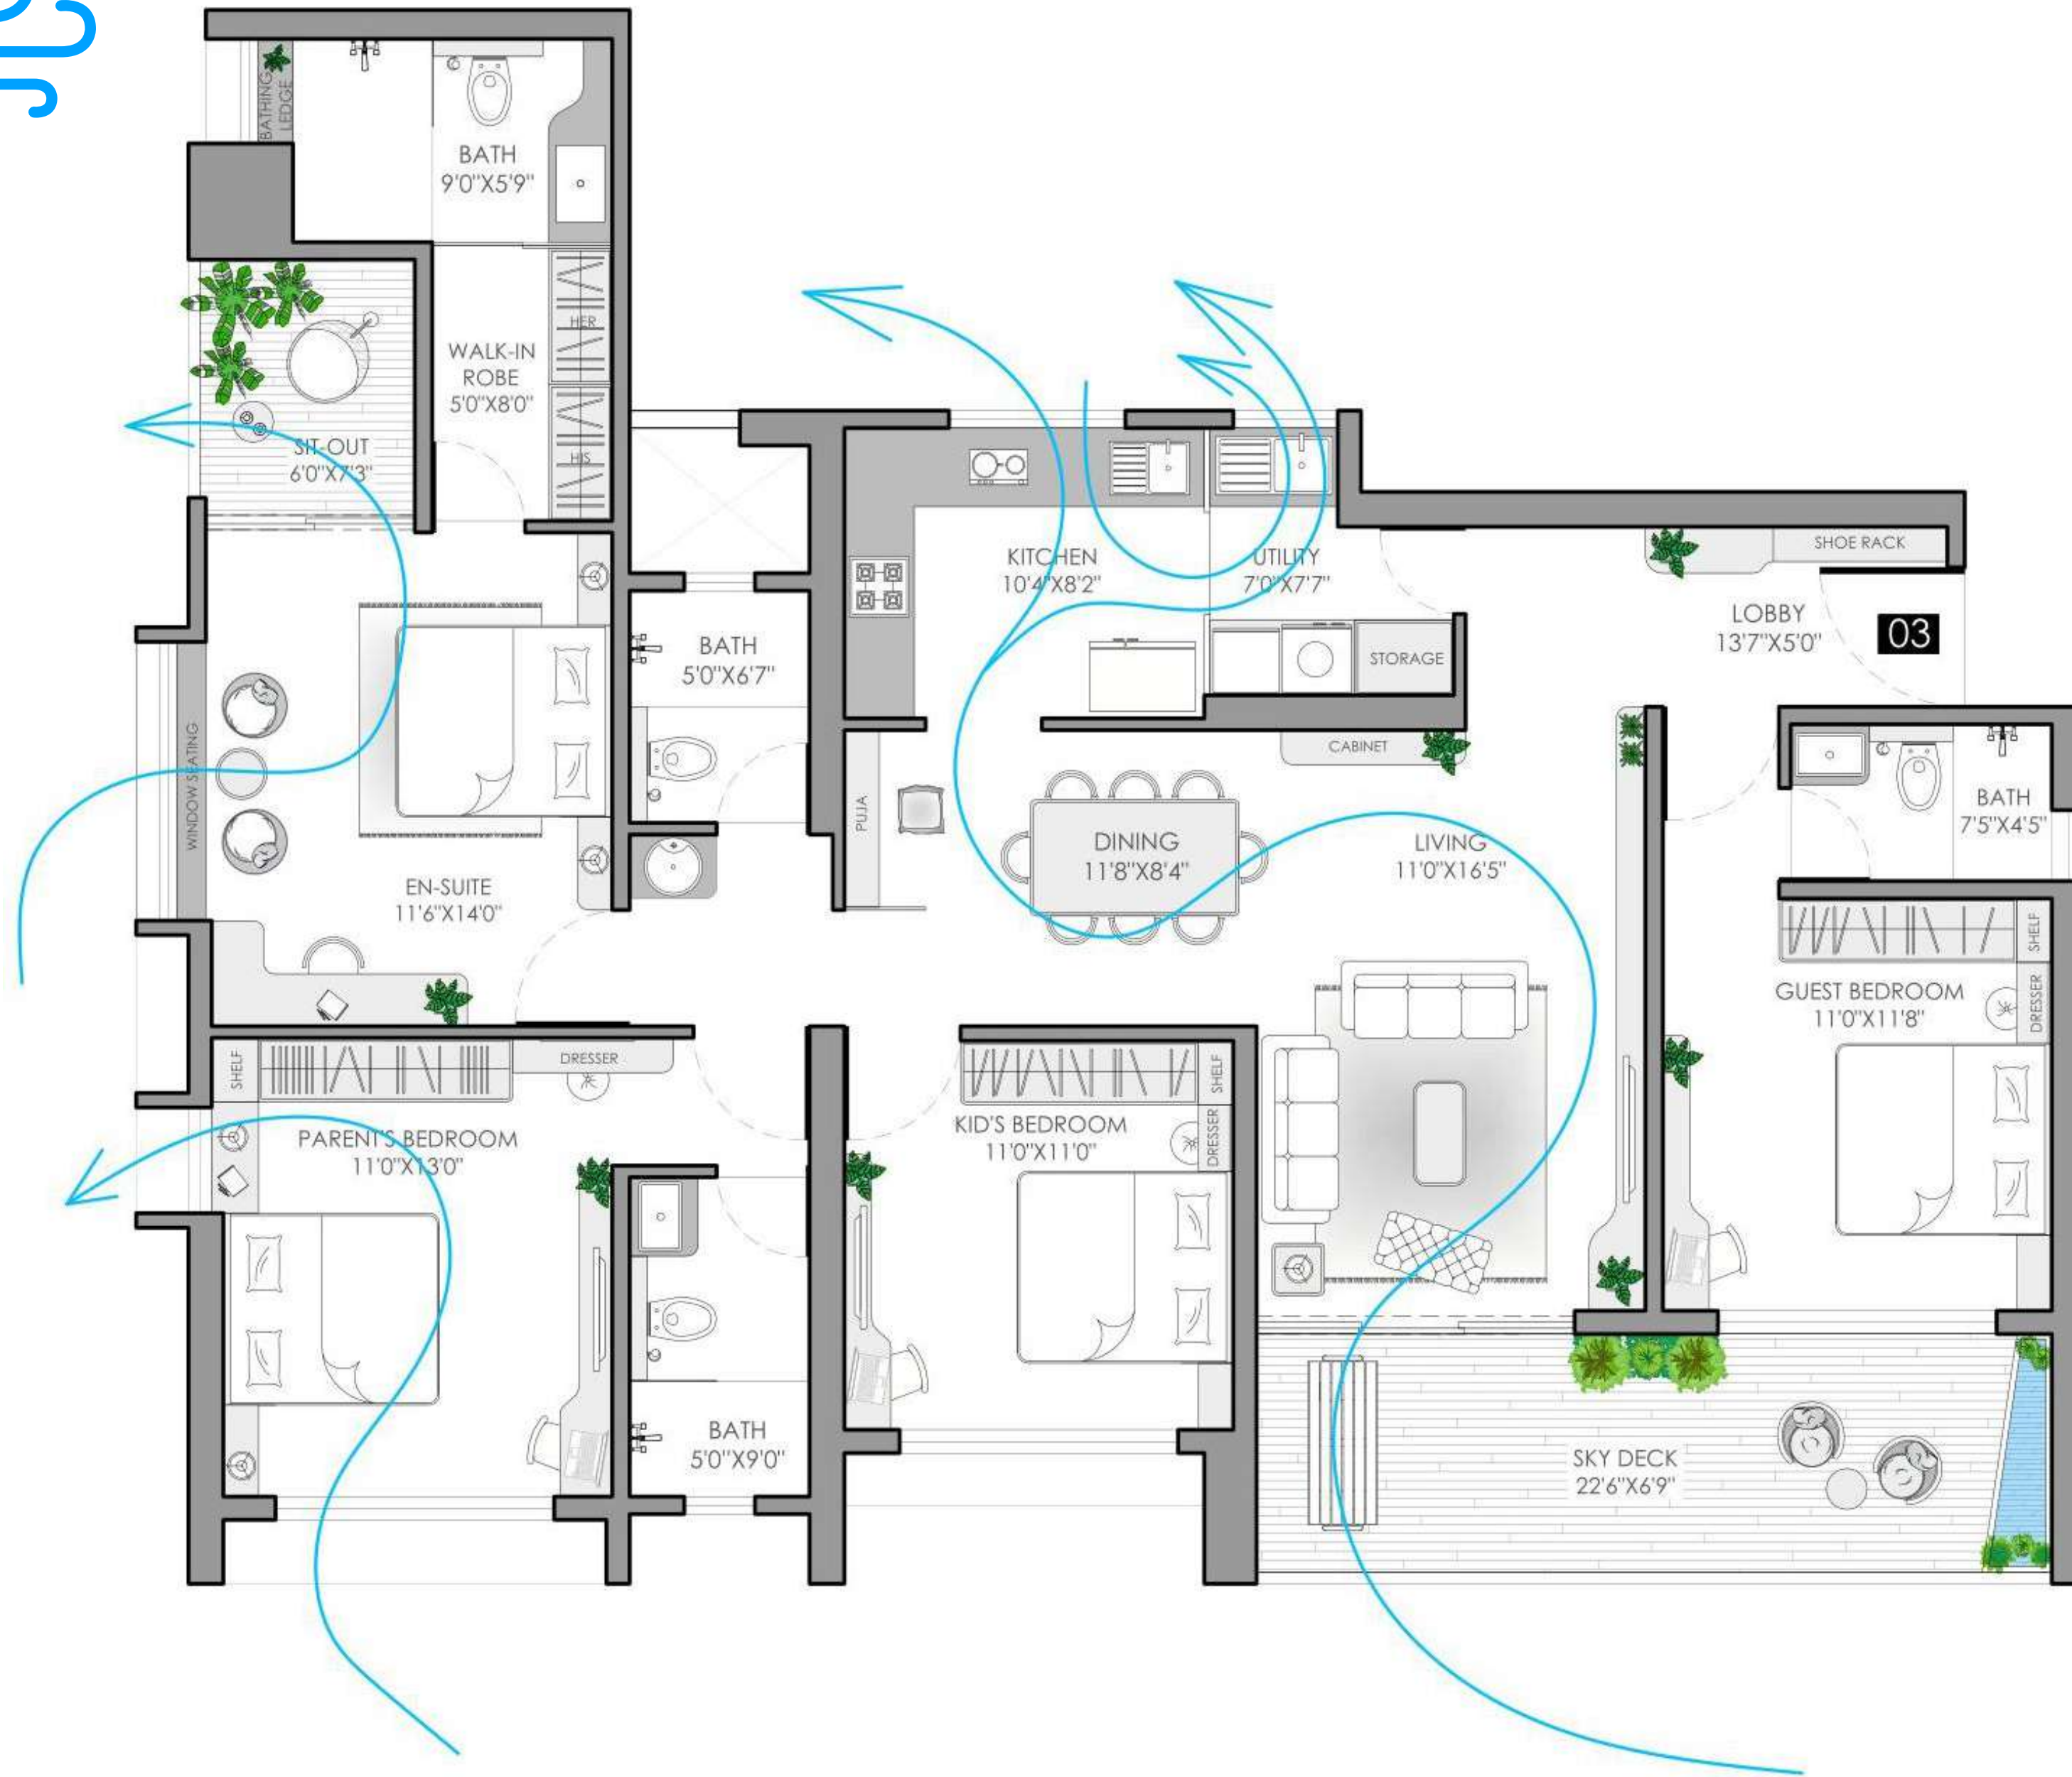 BATHING
LEDGE
BATH
9'0"X5'9"
HER
WALK-IN
ROBE
5'0"X8'0"
HIS
SIT-OUT
6'0"X7'3"
KITCHEN
10'4"X8'2"
UTILITY
7'0"X7'7"
SHOE RACK
LOBBY
13'7"X5'0"
03
BATH
5'0"X6'7"
STORAGE
CABINET
WINDOW SEATING
PUJA
DINING
11'8"X8'4"
LIVING
11'0"X16'5"
BATH
7'5"X4'5"
EN-SUITE
11'6"X14'0"
SHELF
GUEST BEDROOM
11'0"X11'8"
DRESSER
SHELF
DRESSER
PARENT'S BEDROOM
11'0"X13'0"
KID'S BEDROOM
11'0"X11'0"
SHELF
DRESSER
BATH
5'0"X9'0"
SKY DECK
22'6"X6'9"